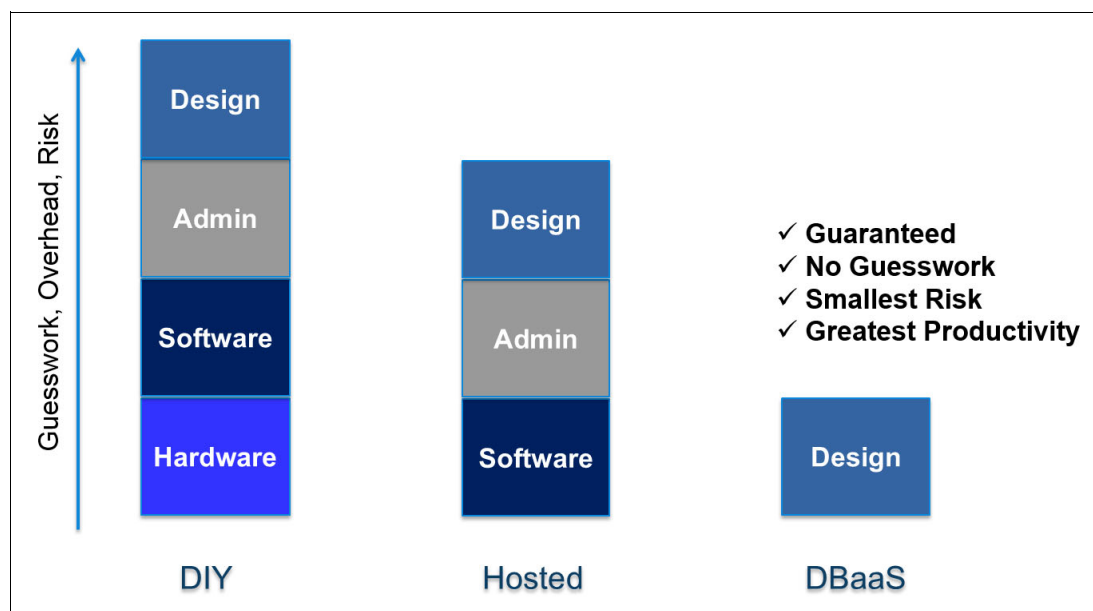 Guesswork, Overhead, Risk
Design
Admin
Software
Hardware
DIY
Design
Admin
Software
Hosted
✓ Guaranteed
✓ No Guesswork
✓ Smallest Risk
✓ Greatest Productivity
Design
DBaaS